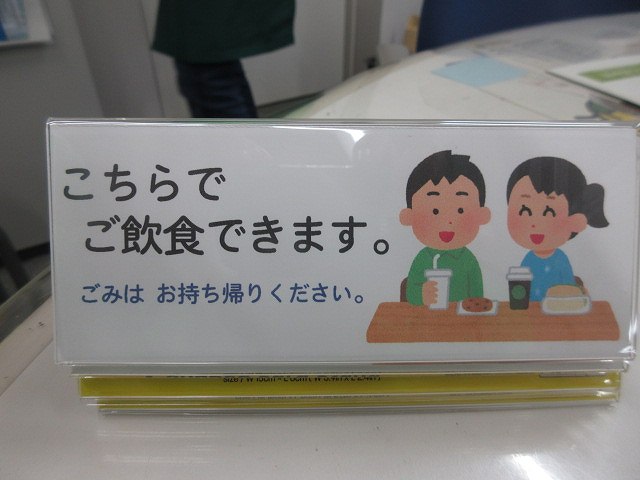 こちらで
ご飲食できます。
ごみは お持ち帰りください。